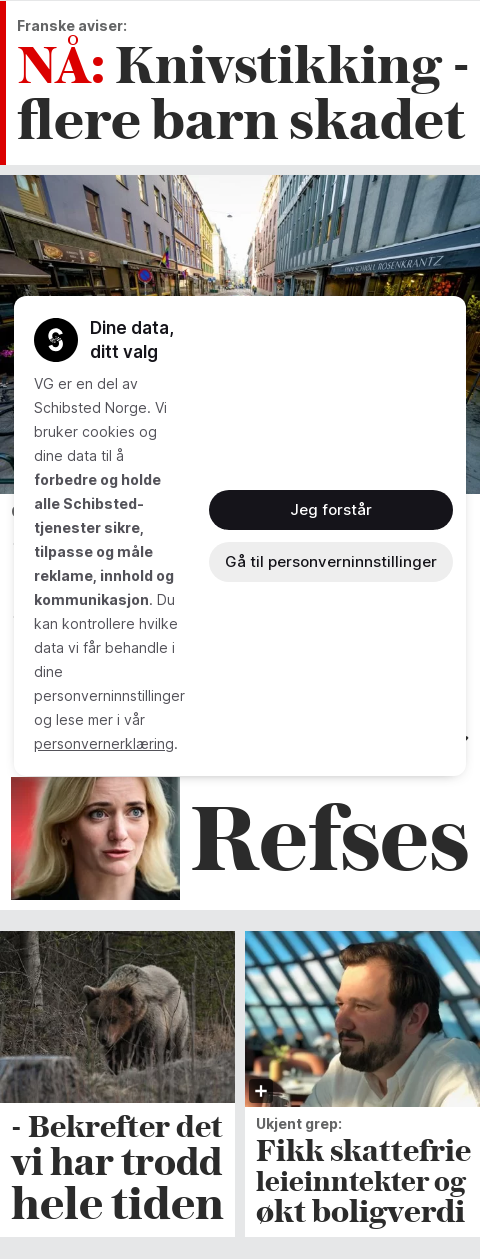 Franske aviser:
NÅ: Knivstikking -
flere barn skadet
Dine data,
ditt valg
VG er en del av
Schibsted Norge. Vi
bruker cookies og
dine data til å
forbedre og holde
alle Schibsted-
tjenester sikre,
tilpasse og måle
reklame, innhold og
kommunikasjon. Du
kan kontrollere hvilke
data vi får behandle i
dine
personverninnstillinger
og lese mer i vår
personvernerklæring.
Jeg forstår
Gå til personverninnstillinger
Refses
- Bekrefter det
vi har trodd
hele tiden
Ukjent grep:
Fikk skattefrie
leieinntekter og
økt boligverdi